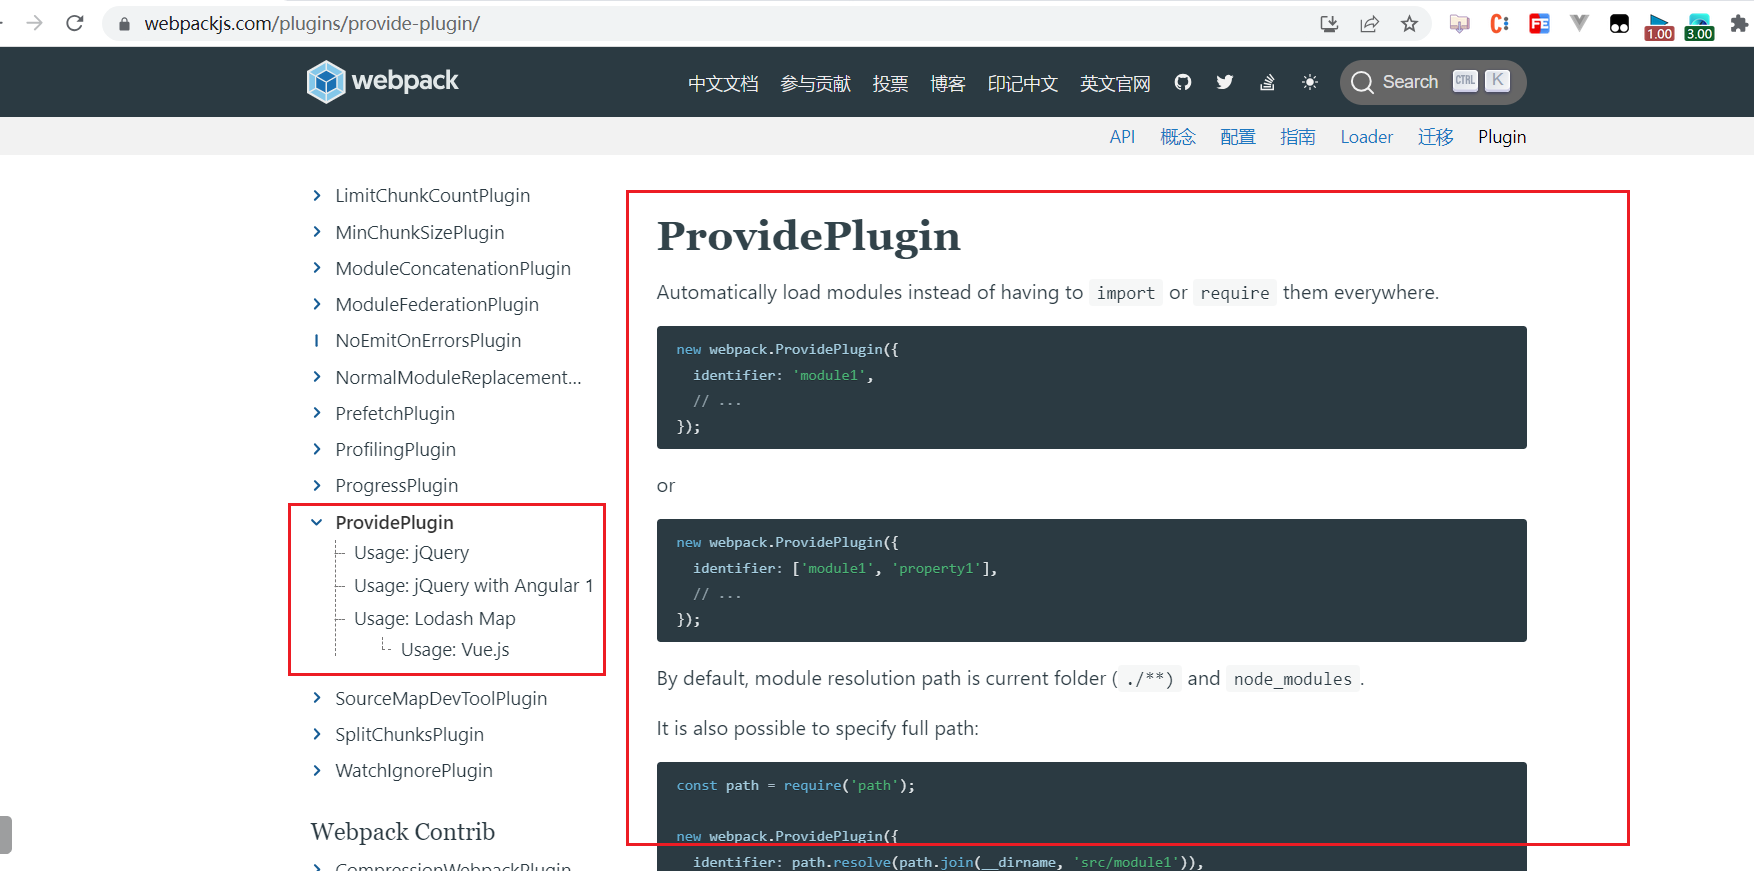 webpackjs.com/plugins/provide-plugin/
1.00
3.00
webpack
中文文档 参与贡献 投票 博客 印记中文 英文官网 Search CTRL K
API 概念 配置 指南 Loader 迁移 Plugin
LimitChunkCountPlugin
MinChunkSizePlugin
ModuleConcatenationPlugin
ModuleFederationPlugin
NoEmitOnErrorsPlugin
NormalModuleReplacement...
PrefetchPlugin
ProfilingPlugin
ProgressPlugin
ProvidePlugin
Usage: jQuery
Usage: jQuery with Angular 1
Usage: Lodash Map
Usage: Vue.js
SourceMapDevToolPlugin
SplitChunksPlugin
WatchIgnorePlugin
Webpack Contrib
CompressionWebpackPlugin
ProvidePlugin
Automatically load modules instead of having to import or require them everywhere.
new webpack.ProvidePlugin({
identifier: 'module1',
// ...
});
or
new webpack.ProvidePlugin({
identifier: ['module1', 'property1'],
// ...
});
By default, module resolution path is current folder ( ./**) and node_modules .
It is also possible to specify full path:
const path = require('path');
new webpack.ProvidePlugin({
identifier: path.resolve(path.join(__dirname, 'src/module1')),